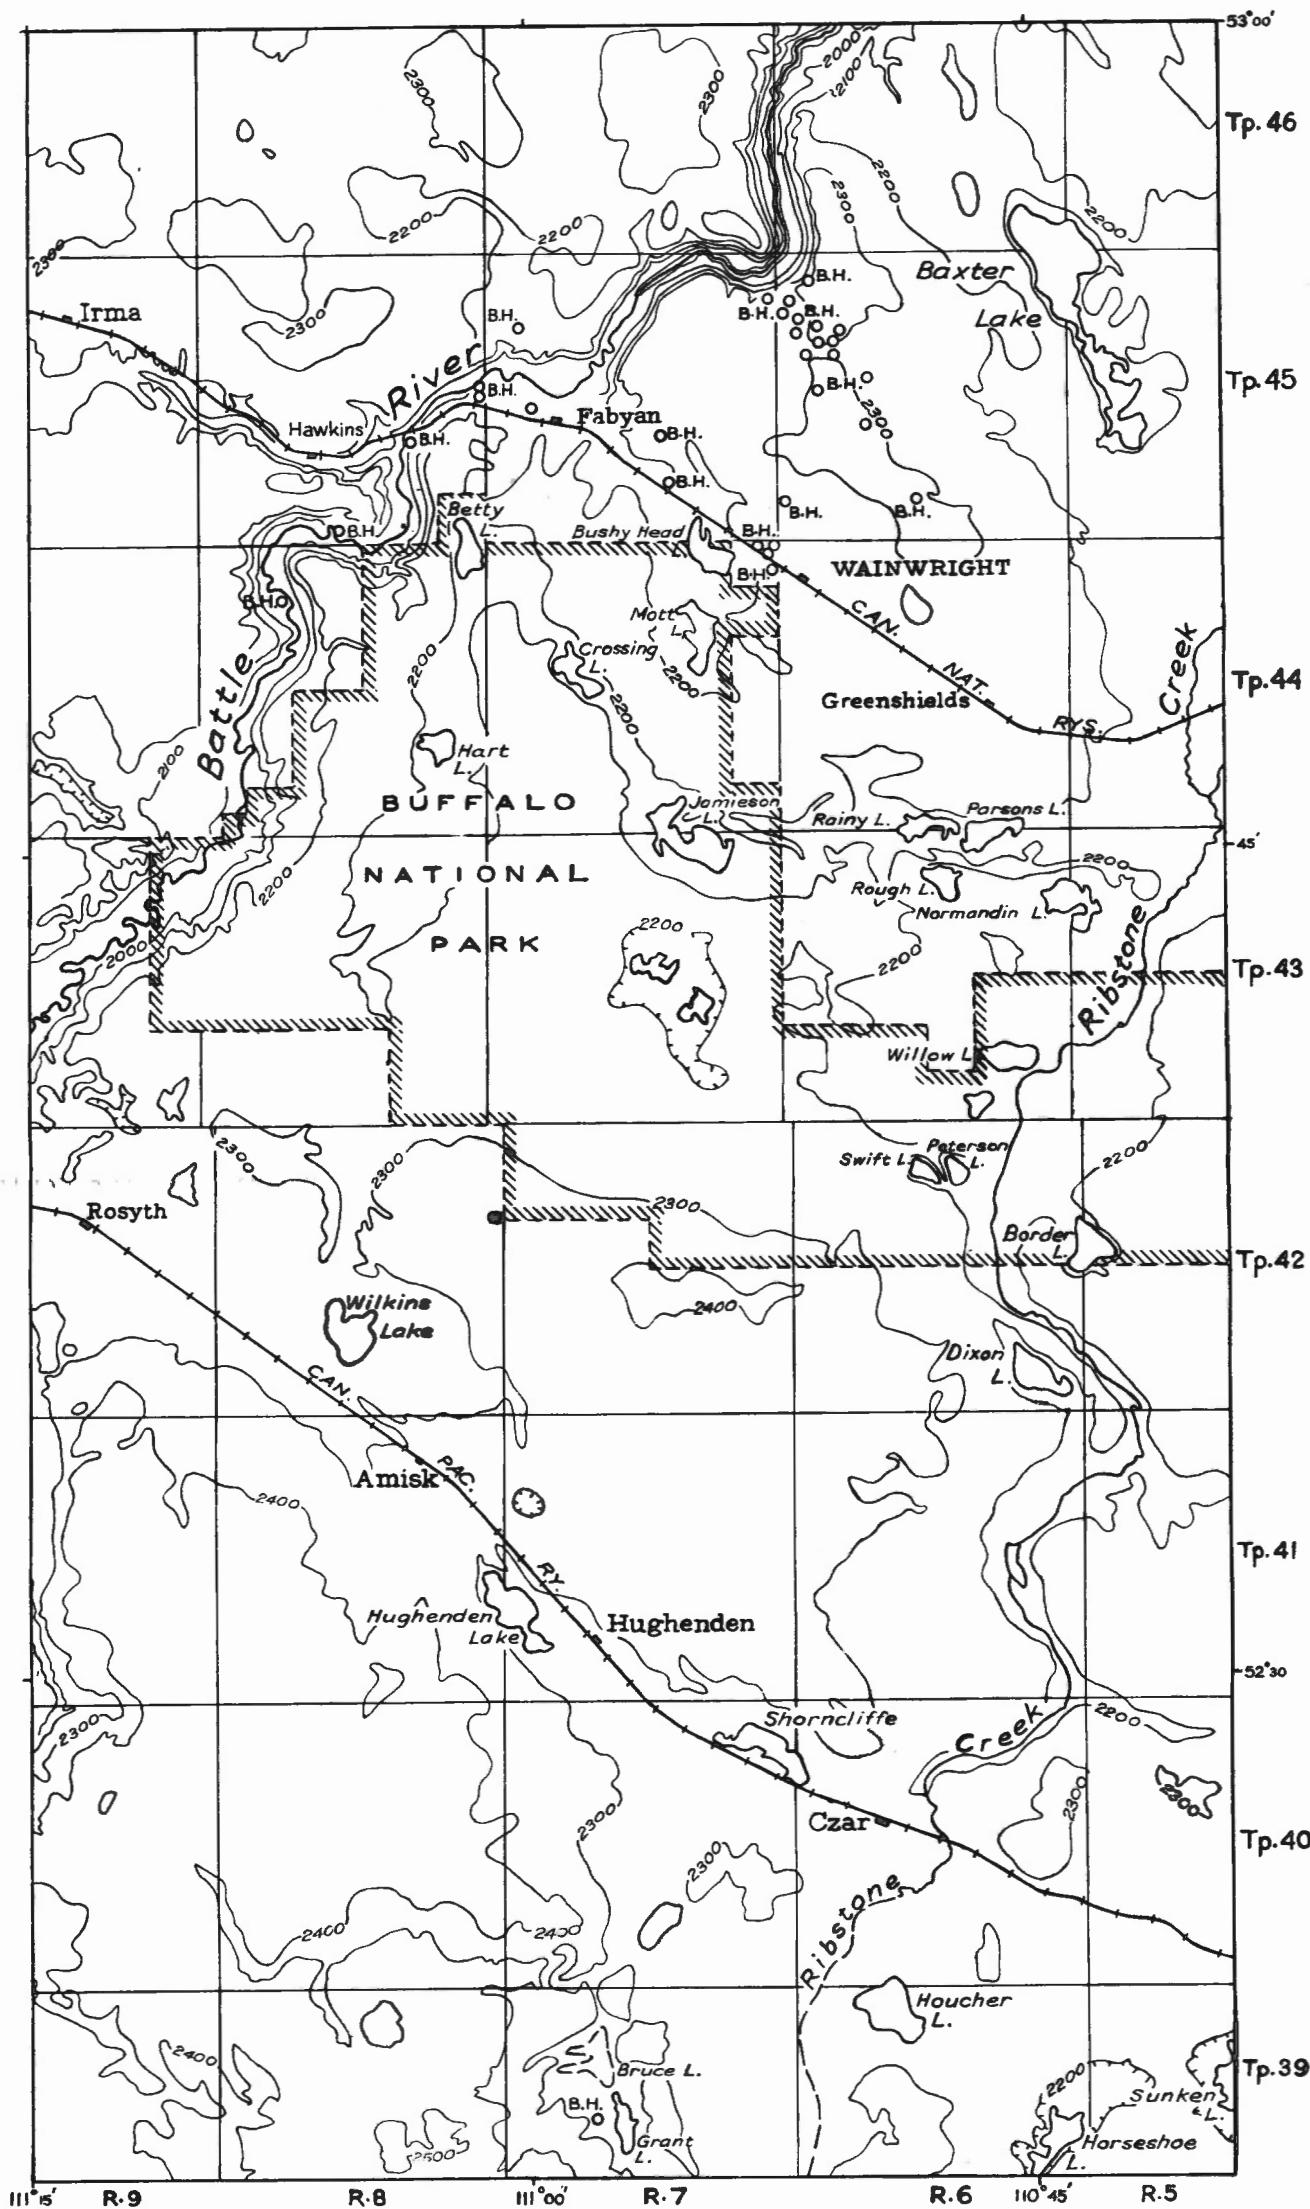 53°00'
2000
2100
2300
2300
Tp. 46
2200
2300
2200
2200
2200
2300
Baxter
Lake
B.H.
B.H.
B.H.
Irma
2300
B.H.
River
Tp. 45
B.H.
B.H.
2300
Fabyan
Hawkins
B.H.
B.H.
B.H.
Betty
L.
B.H.
B.H.
Bushy Head
B.H.
B.H.
B.H.
WAINWRIGHT
B.H.
CAN.
Mott
L.
Creek
Crossing
L.
2200
2200
NAT.
Tp. 44
2200
Greenshields
RYS.
Battle
2100
Hart
L.
BUFFALO
Jamieson
L.
Rainy L.
Parsons L.
45'
2200
NATIONAL
2200
Rough L.
Normandin L.
2200
PARK
2200
2000
Tp. 43
Ribstone
Willow L.
2300
2300
Swift L.
Peterson
L.
2200
Rosyth
2300
Border
L.
Tp. 42
Wilkins
Lake
2400
Dixon
L.
CAN.
Amisk
PAC.
2400
Tp. 41
RY.
Hughenden
Lake
Hughenden
52°30
2300
Shorncliffe
2200
Creek
2300
2300
2300
Czar
Tp. 40
2300
Ribstone
2400
2400
Houcher
L.
2400
Bruce L.
Tp. 39
2200
Sunken
L.
B.H.
Grant
L.
2500
Horseshoe
L.
111°15'
R. 9
R. 8
111°00'
R. 7
R. 6
110°45'
R. 5